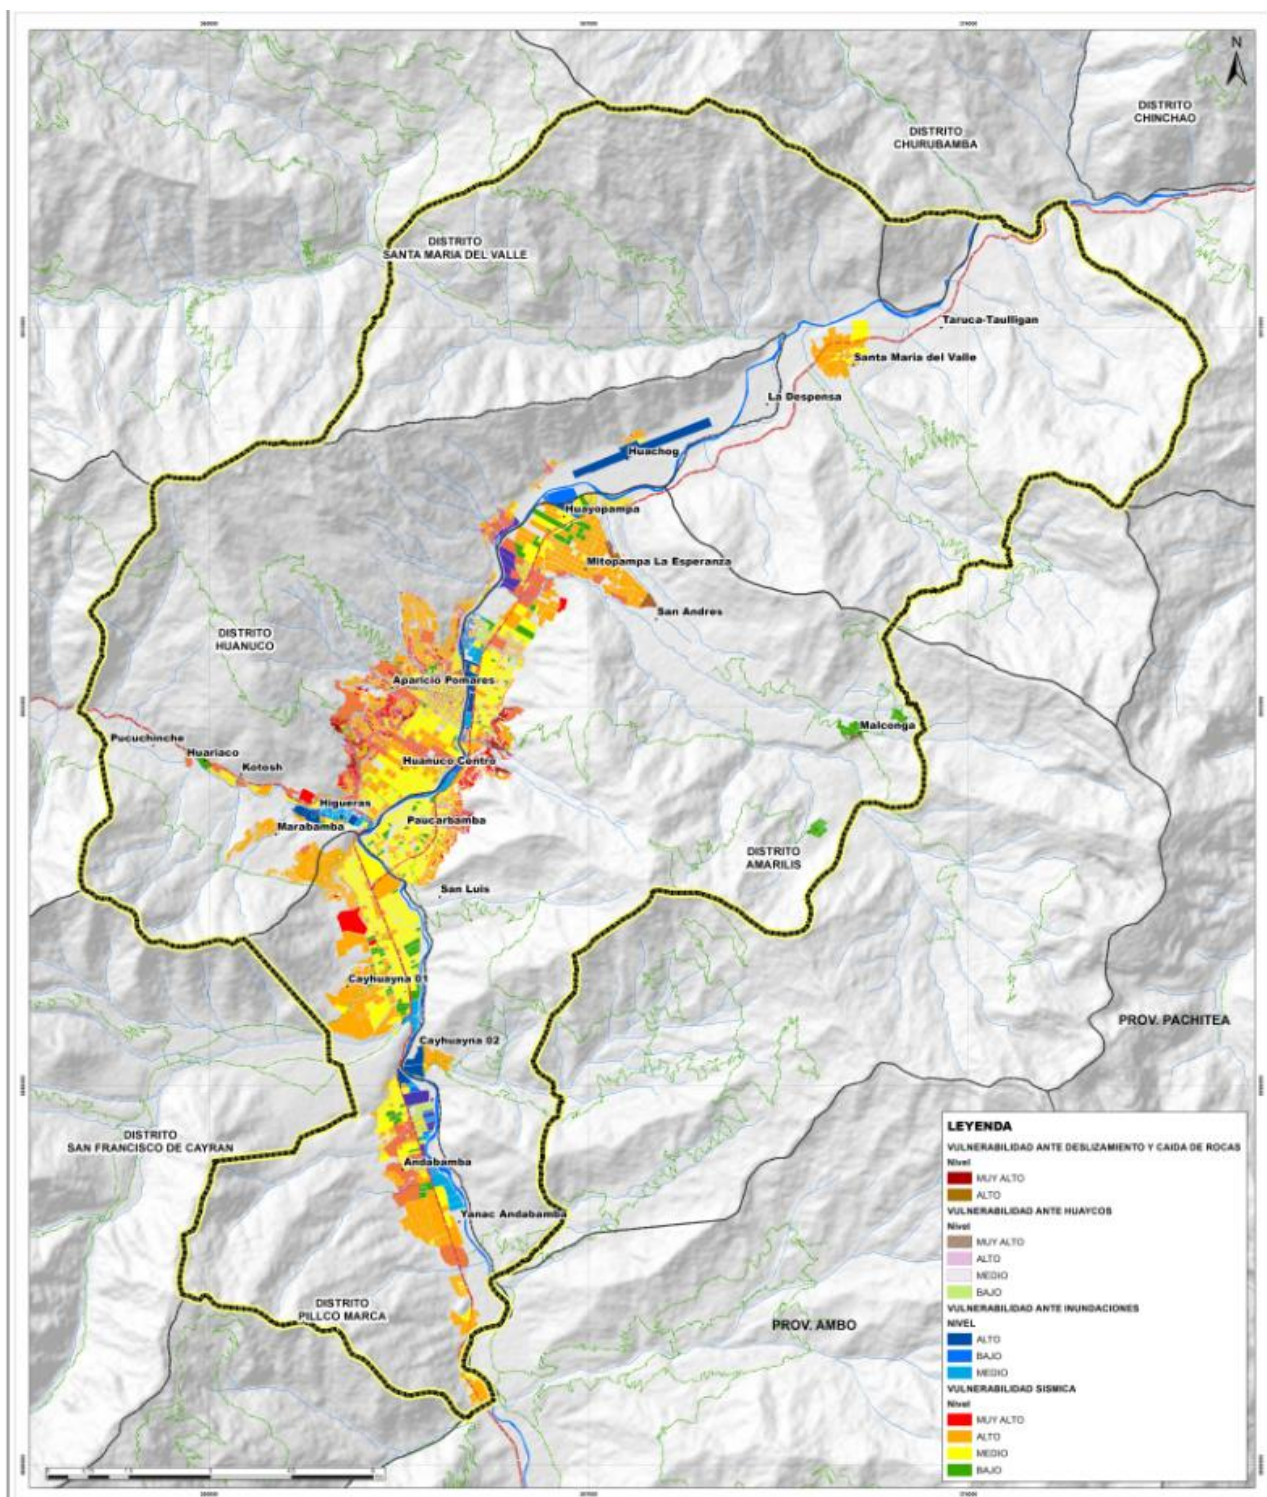 N
DISTRITO
CHINCHAO
DISTRITO
CHURUBAMBA
DISTRITO
SANTA MARIA DEL VALLE
Taruca-Taulligan
Santa Maria del Valle
La Despensa
Huachog
Huayopampa
Mitopampa La Esperanza
San Andres
DISTRITO
HUANUCO
Aparicio Pomares
Malconga
Pucuchinche
Huariaco
Kotosh
Huanuco Centro
Higueras
Marabamba
Paucarbamba
DISTRITO
AMARILIS
San Luis
Cayhuayna 01
PROV. PACHITEA
Cayhuayna 02
DISTRITO
SAN FRANCISCO DE CAYRAN
Andabamba
Yanac Andabamba
DISTRITO
PILLCO MARCA
PROV. AMBO
LEYENDA
VULNERABILIDAD ANTE DESLIZAMIENTO Y CAIDA DE ROCAS
Nivel
MUY ALTO
ALTO
VULNERABILIDAD ANTE HUAYCOS
Nivel
MUY ALTO
ALTO
MEDIO
BAJO
VULNERABILIDAD ANTE INUNDACIONES
NIVEL
ALTO
BAJO
MEDIO
VULNERABILIDAD SISMICA
Nivel
MUY ALTO
ALTO
MEDIO
BAJO